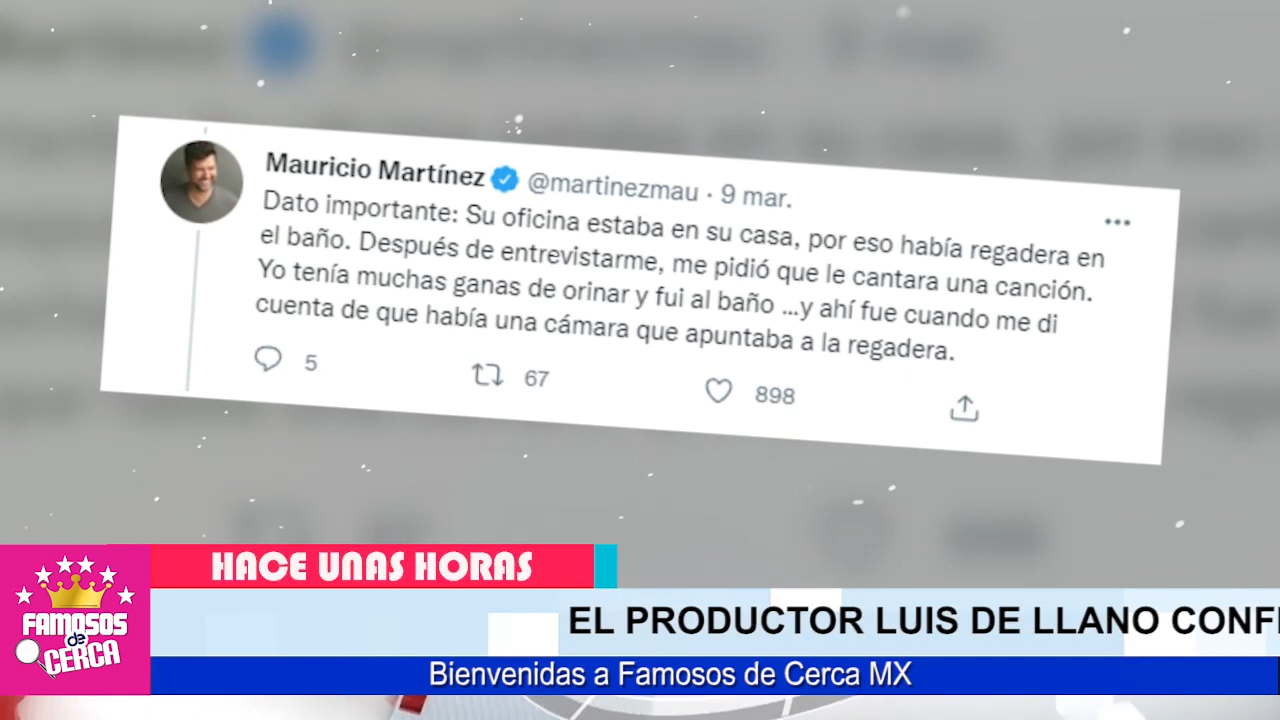 Mauricio Martínez @martinezmau · 9 mar.
Dato importante: Su oficina estaba en su casa, por eso había regadera en
el baño. Después de entrevistarme, me pidió que le cantara una canción.
Yo tenía muchas ganas de orinar y fui al baño ...y ahí fue cuando me di
cuenta de que había una cámara que apuntaba a la regadera.
5 67 898
HACE UNAS HORAS
FAMOSOS
de
CERCA
EL PRODUCTOR LUIS DE LLANO CONFI
Bienvenidas a Famosos de Cerca MX